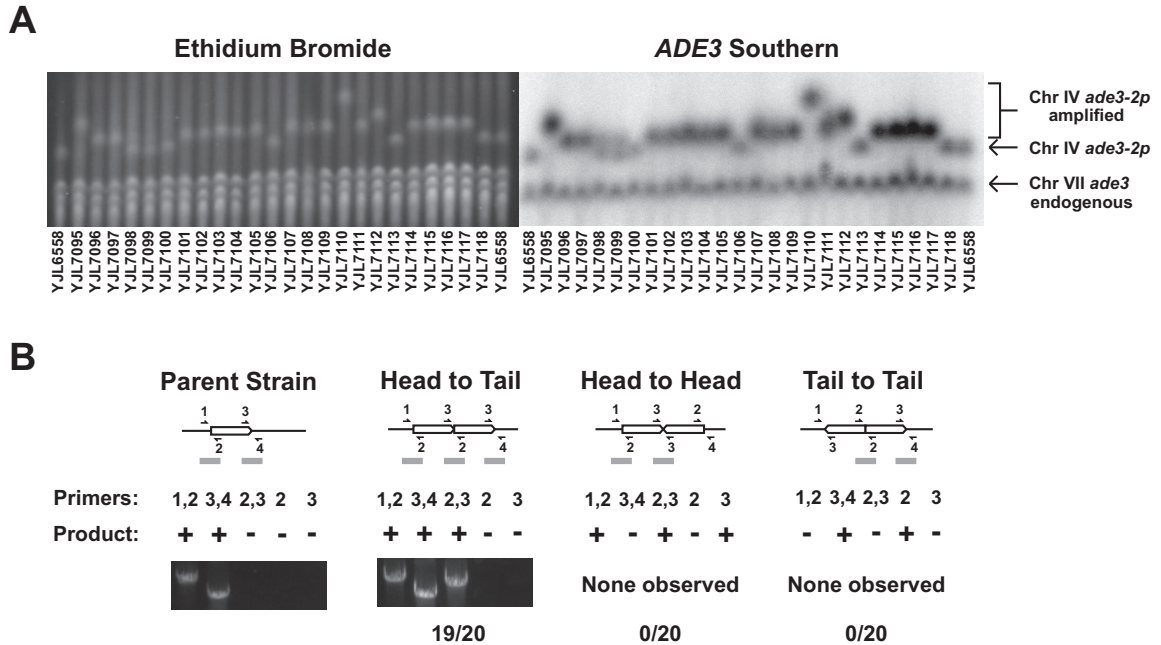 A
Ethidium Bromide
ADE3 Southern
Chr IV ade3-2p
amplified
Chr IV ade3-2p
Chr VII ade3
endogenous
YJL6558 YJL7095 YJL7096 YJL7097 YJL7098 YJL7099 YJL7100 YJL7101 YJL7102 YJL7103 YJL7104 YJL7105 YJL7106 YJL7107 YJL7108 YJL7109 YJL7110 YJL7111 YJL7112 YJL7113 YJL7114 YJL7115 YJL7116 YJL7117 YJL7118 YJL6558
YJL6558 YJL7095 YJL7096 YJL7097 YJL7098 YJL7099 YJL7100 YJL7101 YJL7102 YJL7103 YJL7104 YJL7105 YJL7106 YJL7107 YJL7108 YJL7109 YJL7110 YJL7111 YJL7112 YJL7113 YJL7114 YJL7115 YJL7116 YJL7117 YJL7118 YJL6558
B
Parent Strain
Head to Tail
Head to Head
Tail to Tail
1 3
2 4
1 3 3
2 2 4
1 3 2
2 3 4
1 2 3
3 2 4
Primers: 1,2 3,4 2,3 2 3
1,2 3,4 2,3 2 3
1,2 3,4 2,3 2 3
1,2 3,4 2,3 2 3
Product: + + - - -
+ + + - -
+ - + - +
- + - + -
None observed
None observed
19/20
0/20
0/20